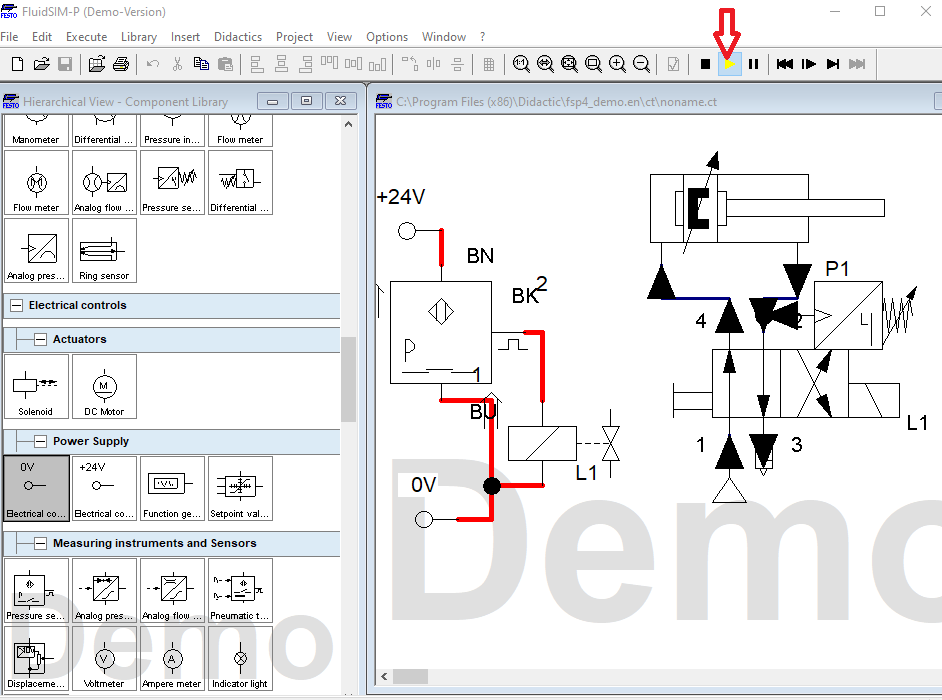 FESTO FluidSIM-P (Demo-Version)
File Edit Execute Library Insert Didactics Project View Options Window ?
FESTO Hierarchical View - Component Library
Manometer Differential ... Pressure in... Flow meter
Flow meter Analog flow ... Pressure se... Differential ...
Analog pres... Ring sensor
Electrical controls
Actuators
M
Solenoid DC Motor
Power Supply
0V +24V
Electrical co... Electrical co... Function ge... Setpoint val...
Measuring instruments and Sensors
Pressure se... Analog pres... Analog flow ... Pneumatic t...
V A
Displaceme... Voltmeter Ampere meter Indicator light
Demo
FESTO C:\Program Files (x86)\Didactic\fsp4_demo.en\ct\noname.ct
+24V
BN
BK 2
P
1
BU
L1
0V
P1
4 2
L1
1 3
Demo